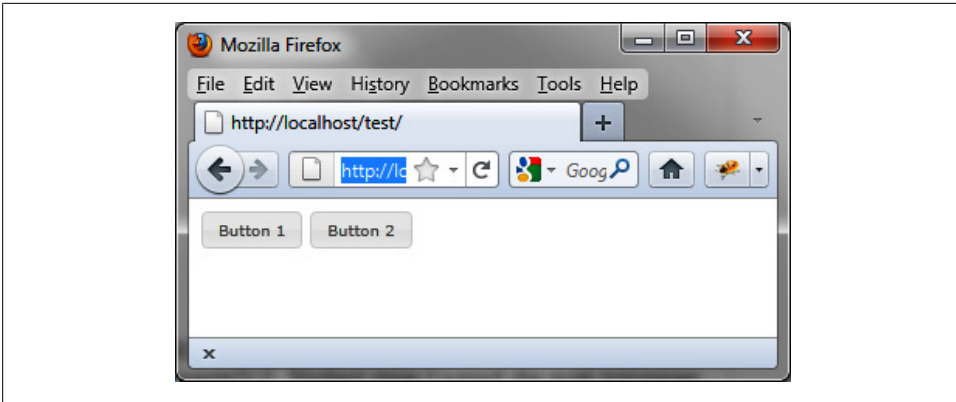 Mozilla Firefox
File Edit View History Bookmarks Tools Help
http://localhost/test/
http://lo Goog
Button 1 Button 2
x